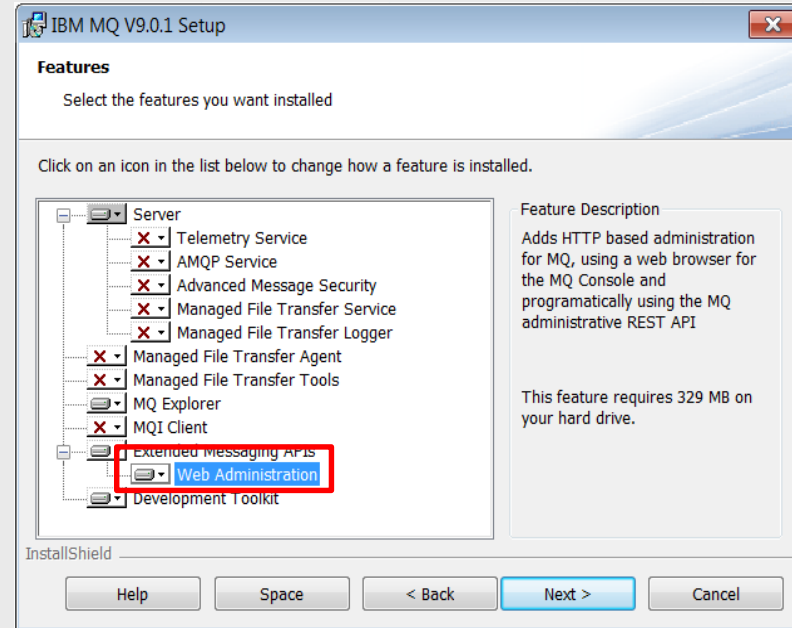 IBM MQ V9.0.1 Setup
Features
Select the features you want installed
Click on an icon in the list below to change how a feature is installed.
Server
Telemetry Service
AMQP Service
Advanced Message Security
Managed File Transfer Service
Managed File Transfer Logger
Managed File Transfer Agent
Managed File Transfer Tools
MQ Explorer
MQI Client
Extended Messaging APIs
Web Administration
Development Toolkit
Feature Description
Adds HTTP based administration
for MQ, using a web browser for
the MQ Console and
programatically using the MQ
administrative REST API
This feature requires 329 MB on
your hard drive.
InstallShield
Help
Space
< Back
Next >
Cancel